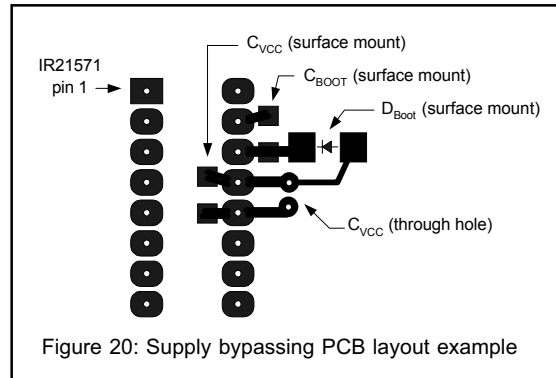 C_VCC (surface mount)
IR21571
pin 1
C_BOOT (surface mount)
D_Boot (surface mount)
C_VCC (through hole)
Figure 20: Supply bypassing PCB layout example